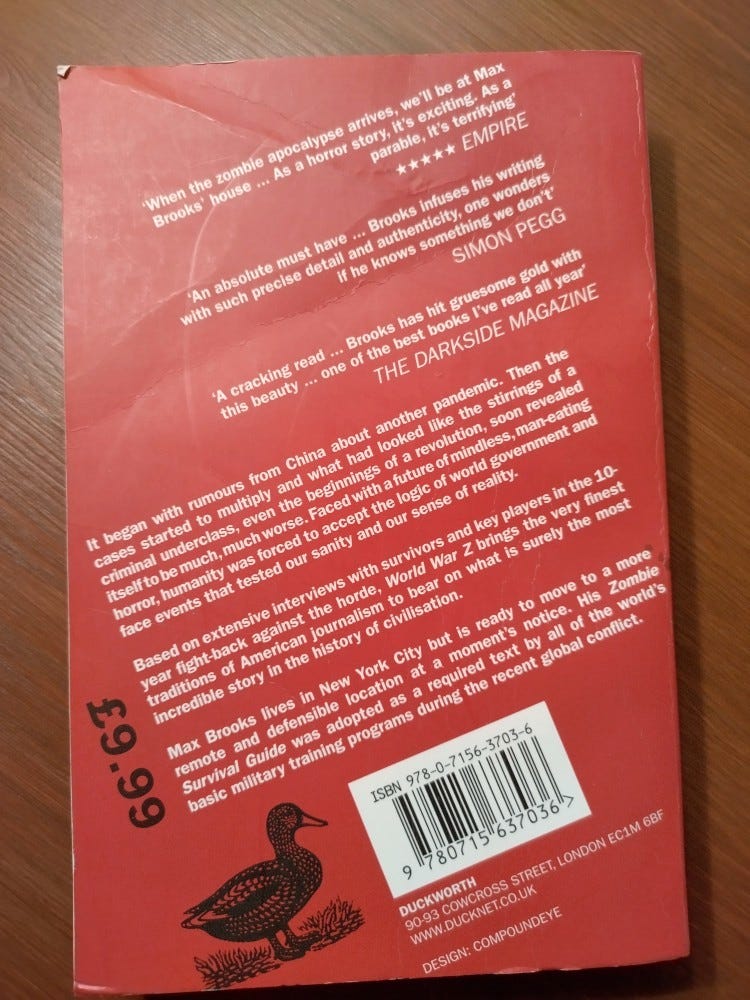 'When the zombie apocalypse arrives, we'll be at Max
Brooks' house ... As a horror story, it's exciting. As a
parable, it's terrifying'
★★★★★ EMPIRE
'An absolute must have ... Brooks infuses his writing
with such precise detail and authenticity, one wonders
if he knows something we don't'
SIMON PEGG
'A cracking read ... Brooks has hit gruesome gold with
this beauty ... one of the best books I've read all year'
THE DARKSIDE MAGAZINE
It began with rumours from China about another pandemic. Then the
cases started to multiply and what had looked like the stirrings of a
criminal underclass, even the beginnings of a revolution, soon revealed
itself to be much, much worse. Faced with a future of mindless, man-eating
horror, humanity was forced to accept the logic of world government and
face events that tested our sanity and our sense of reality.
Based on extensive interviews with survivors and key players in the 10-
year fight-back against the horde, World War Z brings the very finest
traditions of American journalism to bear on what is surely the most
incredible story in the history of civilisation.
Max Brooks lives in New York City but is ready to move to a more
remote and defensible location at a moment's notice. His Zombie
Survival Guide was adopted as a required text by all of the world's
basic military training programs during the recent global conflict.
£9.99
ISBN 978-0-7156-3703-6
9 780715 637036 >
DUCKWORTH
90-93 COWCROSS STREET, LONDON EC1M 6BF
WWW.DUCKNET.CO.UK
DESIGN: COMPOUNDEYE